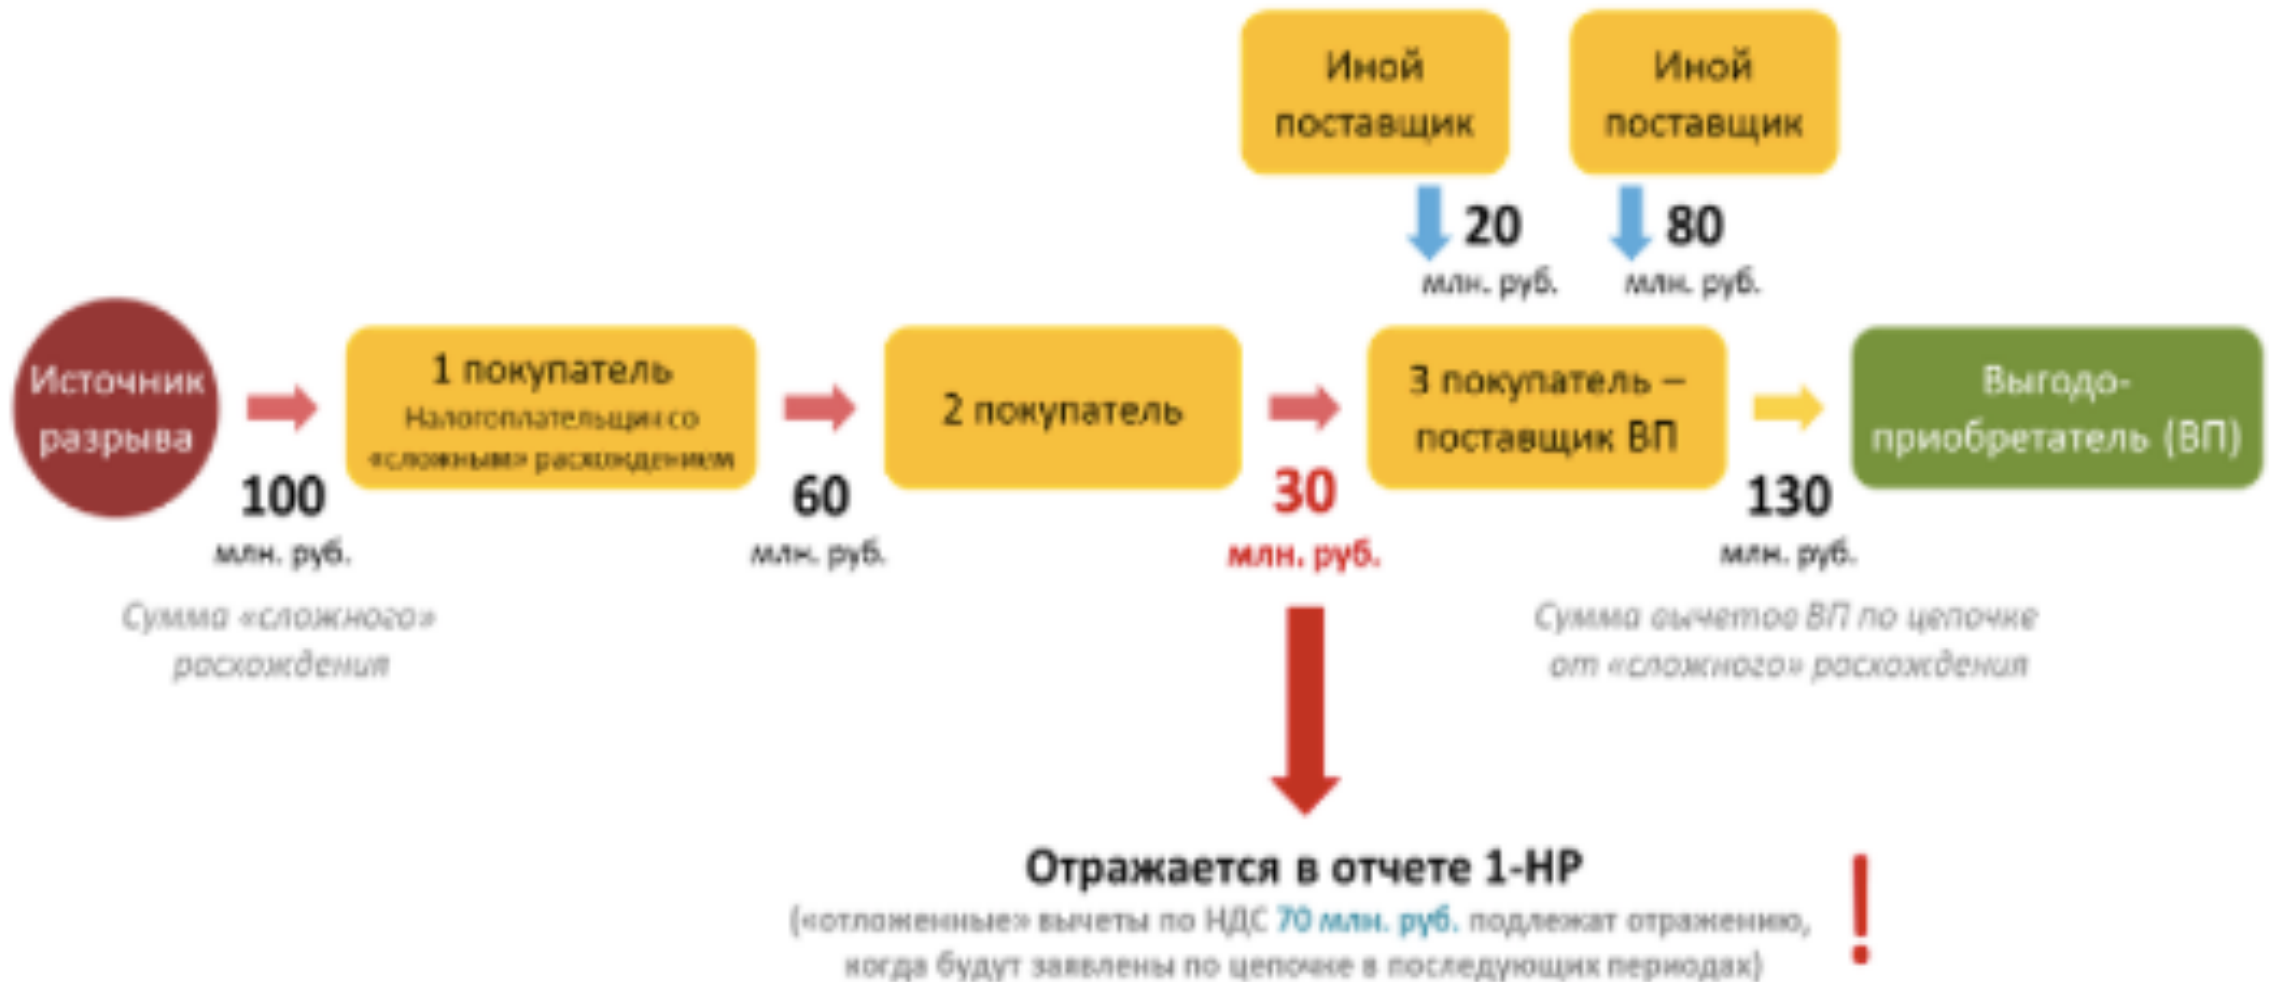 Иной
поставщик
Иной
поставщик
20
млн. руб.
80
млн. руб.
Источник
разрыва
1 покупатель
Налогоплательщик со
«сложным» расхождением
2 покупатель
3 покупатель –
поставщик ВП
Выгодо-
приобретатель (ВП)
100
млн. руб.
60
млн. руб.
30
млн. руб.
130
млн. руб.
Сумма «сложного»
расхождения
Сумма вычетов ВП по цепочке
от «сложного» расхождения
Отражается в отчете 1-НР
(«отложенные» вычеты по НДС 70 млн. руб. подлежат отражению,
когда будут заявлены по цепочке в последующих периодах)
!